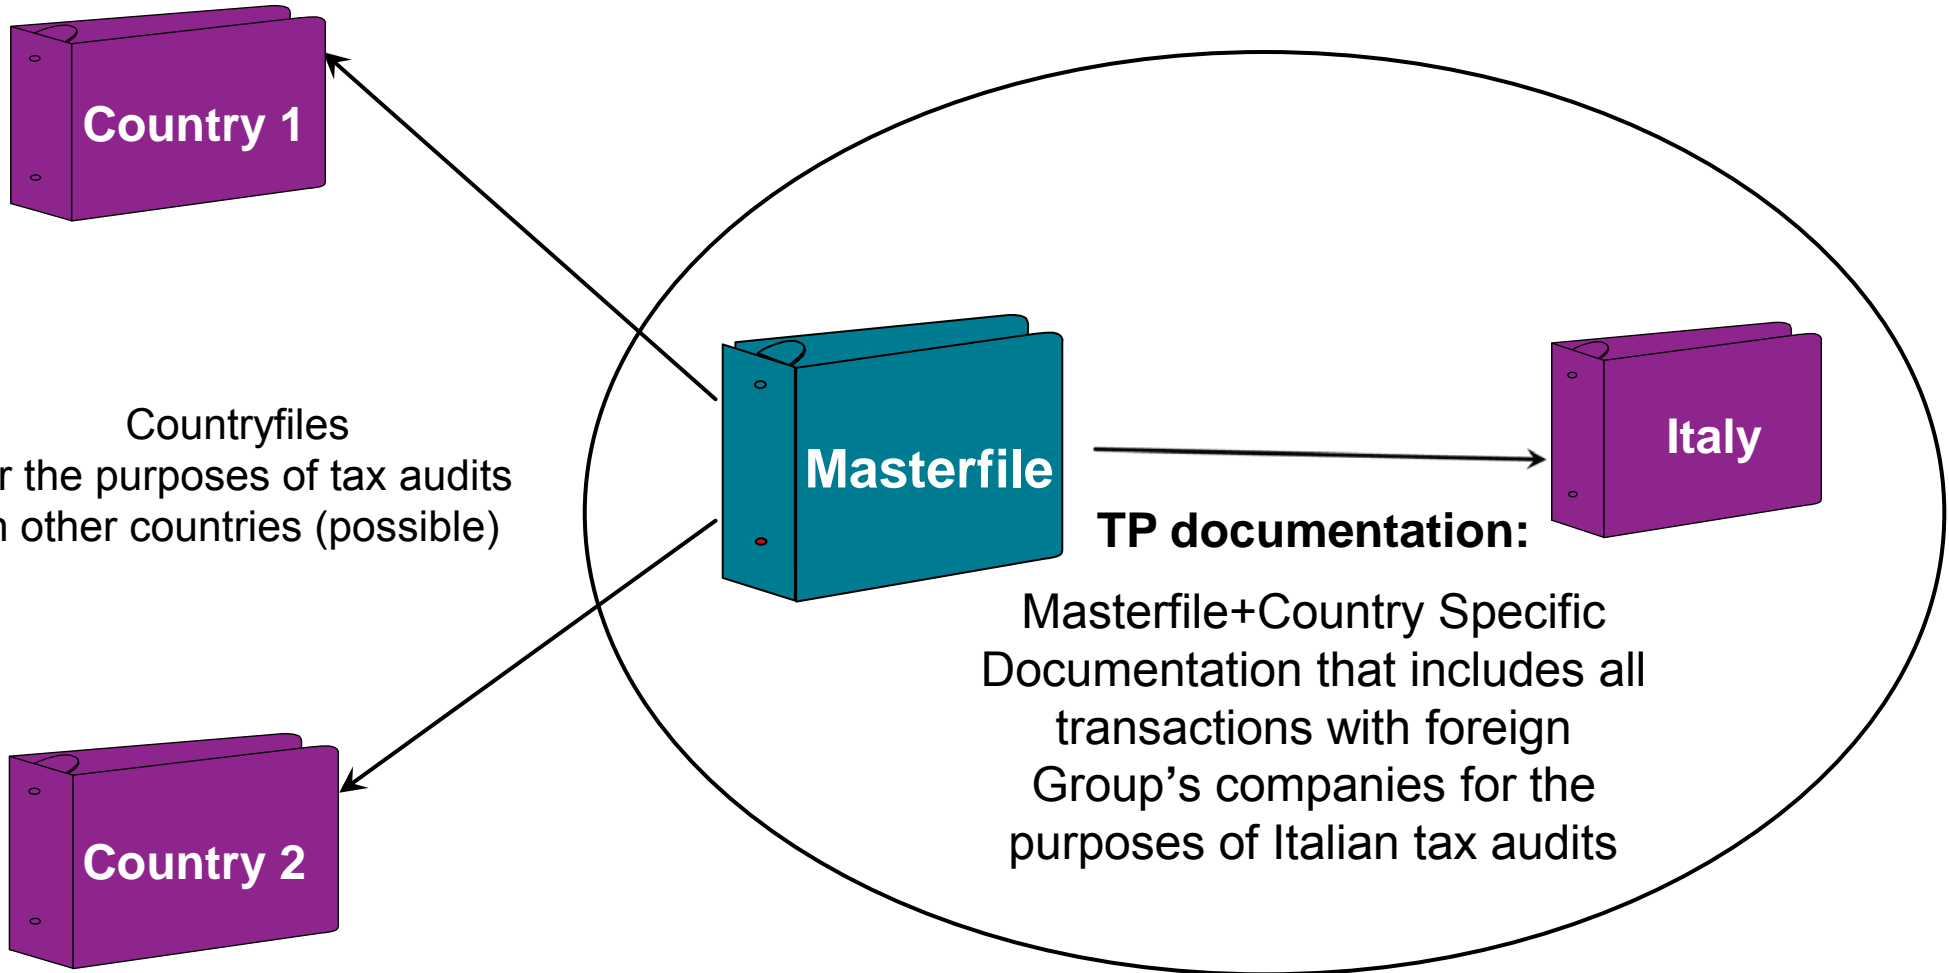 Country 1
Countryfiles
r the purposes of tax audits
n other countries (possible)
Country 2
Masterfile
Italy
TP documentation:
Masterfile+Country Specific
Documentation that includes all
transactions with foreign
Group’s companies for the
purposes of Italian tax audits